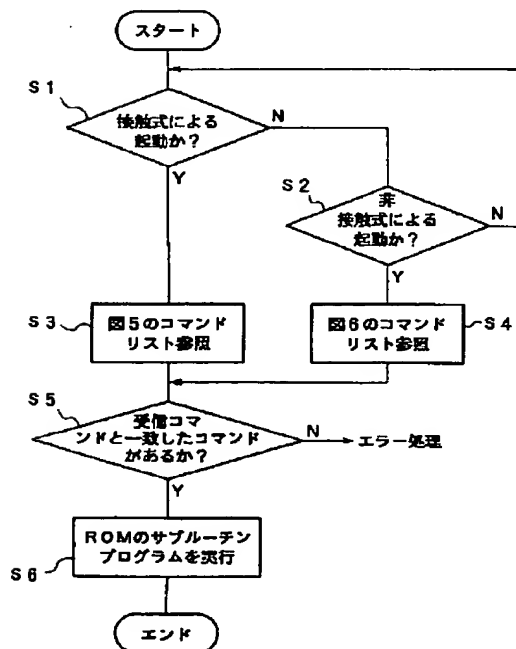 スタート
S1
接触式による
起動か？
N
Y
S2
非
接触式による
起動か？
N
Y
S3
図5のコマンド
リスト参照
図6のコマンド
リスト参照
S4
S5
受信コマ
ンドと一致したコマンド
があるか？
N
エラー処理
Y
ROMのサブルーチン
プログラムを実行
S6
エンド